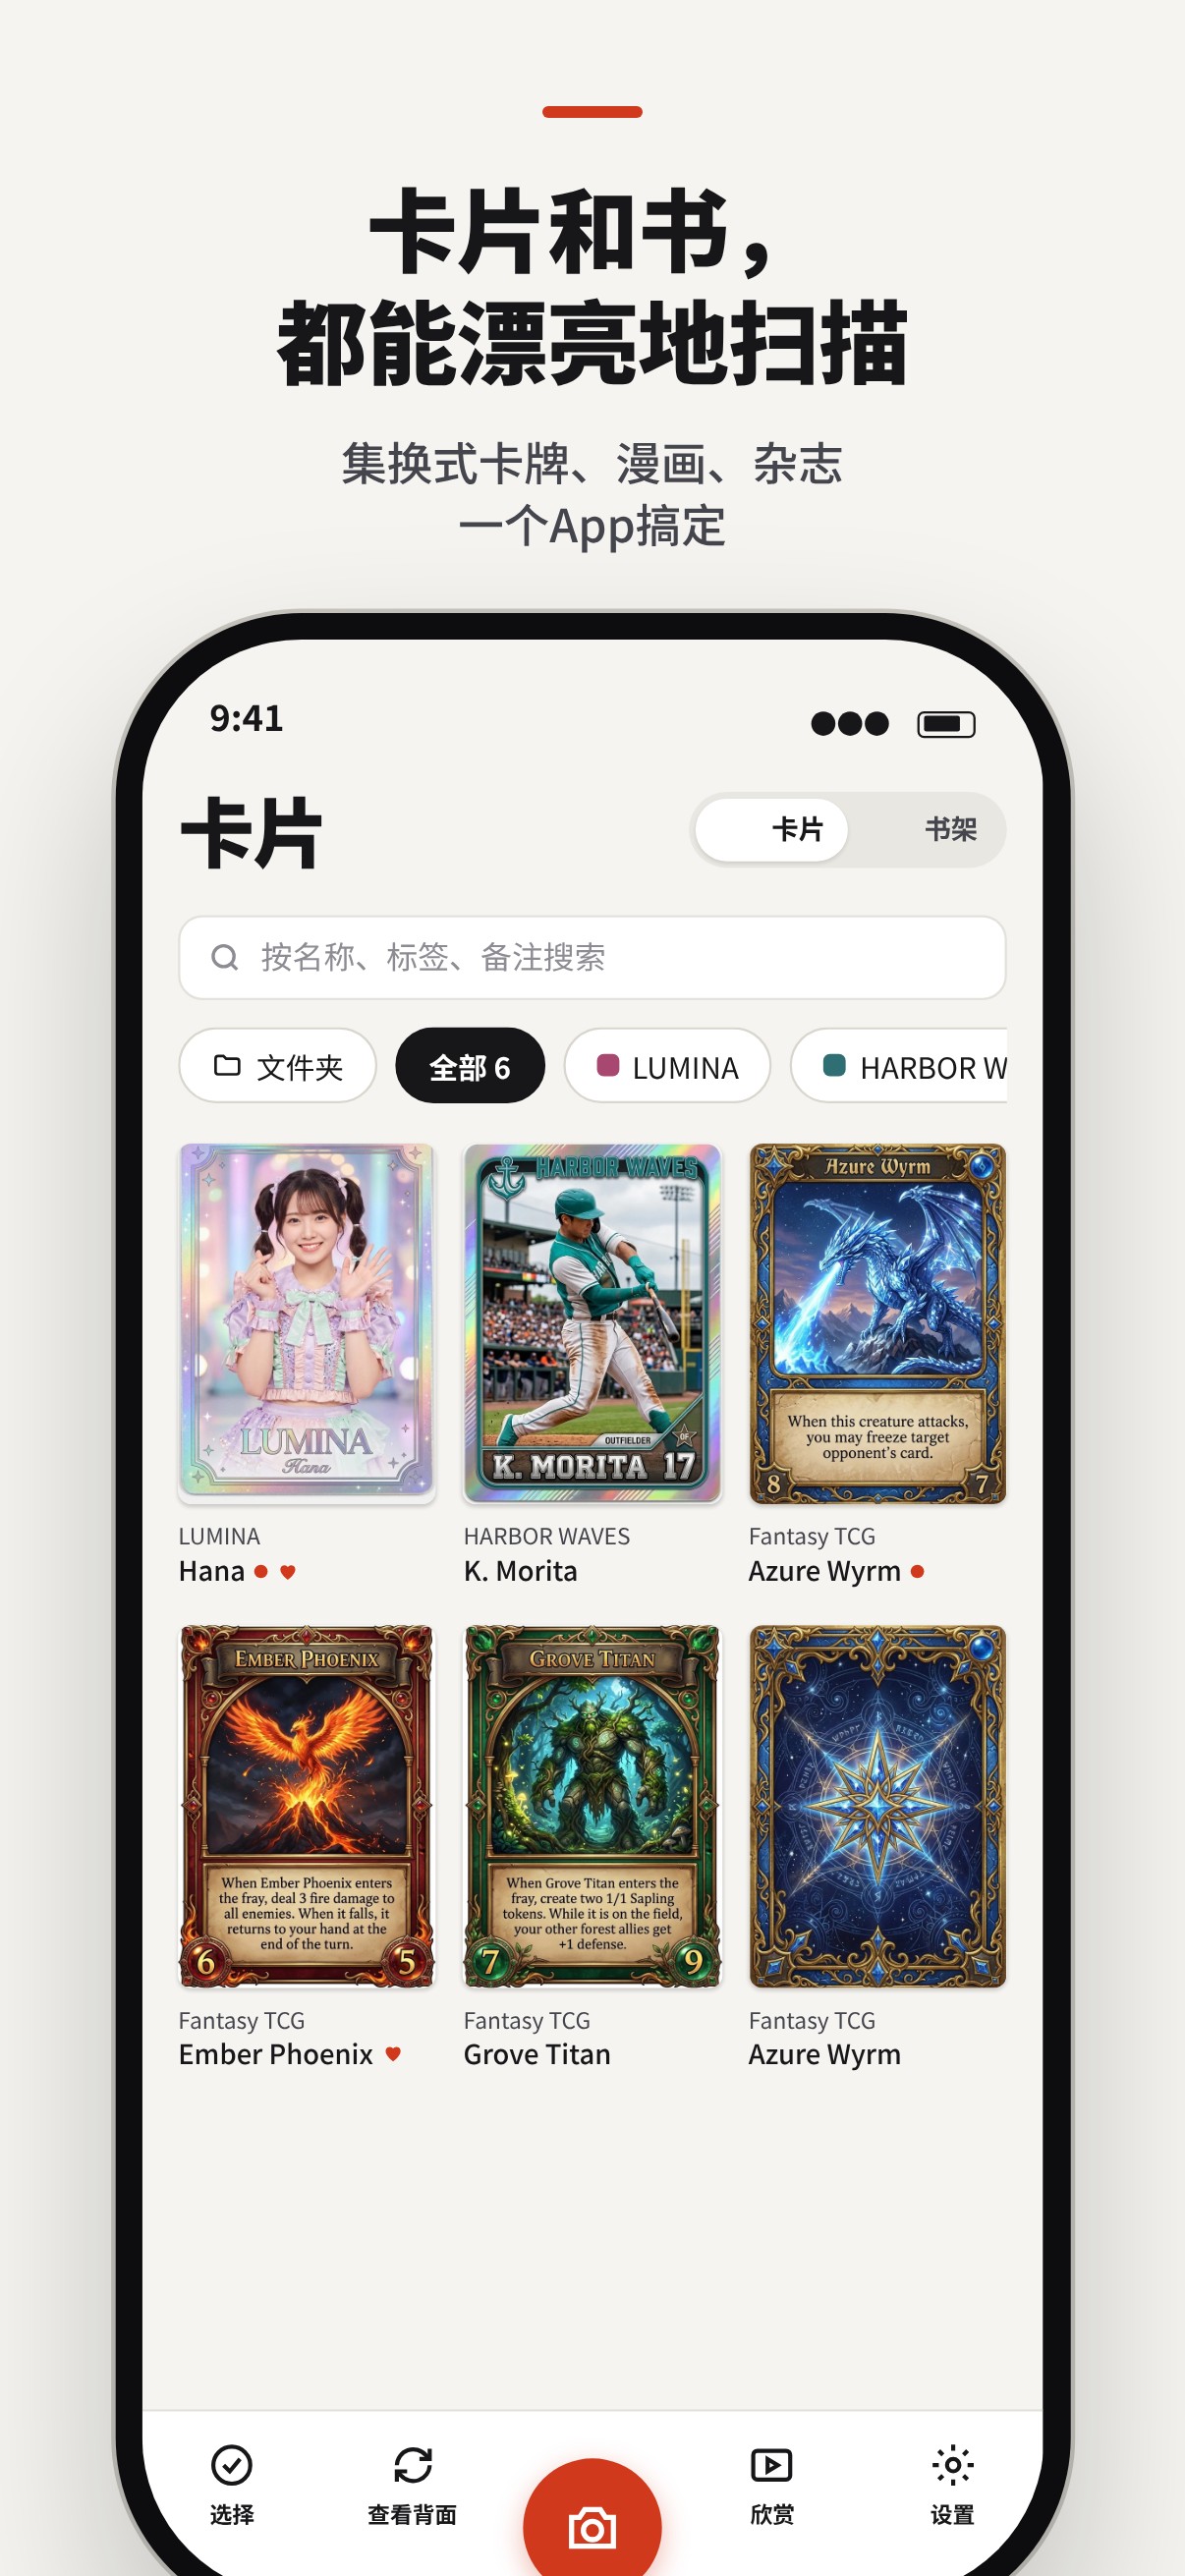 卡片和书，
都能漂亮地扫描
集换式卡牌、漫画、杂志
一个App搞定
9:41
卡片
卡片
书架
按名称、标签、备注搜索
文件夹
全部 6
LUMINA
HARBOR W
LUMINA
Hana
HARBOR WAVES
OUTFIELDER
OF
K. MORITA 17
Azure Wyrm
When this creature attacks,
you may freeze target
opponent's card.
8
7
LUMINA
Hana
HARBOR WAVES
K. Morita
Fantasy TCG
Azure Wyrm
EMBER PHOENIX
When Ember Phoenix enters
the fray, deal 3 fire damage to
all enemies. When it falls, it
returns to your hand at the
end of the turn.
6
5
GROVE TITAN
When Grove Titan enters the
fray, create two 1/1 Sapling
tokens. While it is on the field,
your other forest allies get
+1 defense.
7
9
Fantasy TCG
Ember Phoenix
Fantasy TCG
Grove Titan
Fantasy TCG
Azure Wyrm
选择
查看背面
欣赏
设置